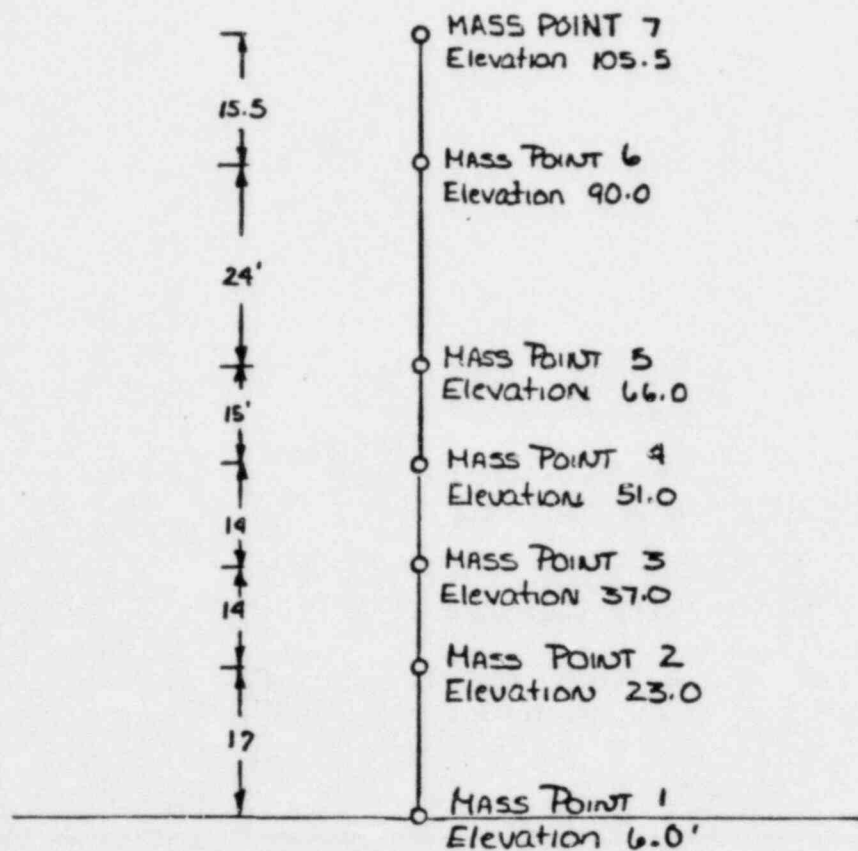 MASS POINT 7
Elevation 105.5
15.5
MASS POINT 6
Elevation 90.0
24'
MASS POINT 5
Elevation 66.0
15'
MASS POINT 4
Elevation 51.0
14
MASS POINT 3
Elevation 37.0
14
MASS POINT 2
Elevation 23.0
17
MASS POINT 1
Elevation 6.0'